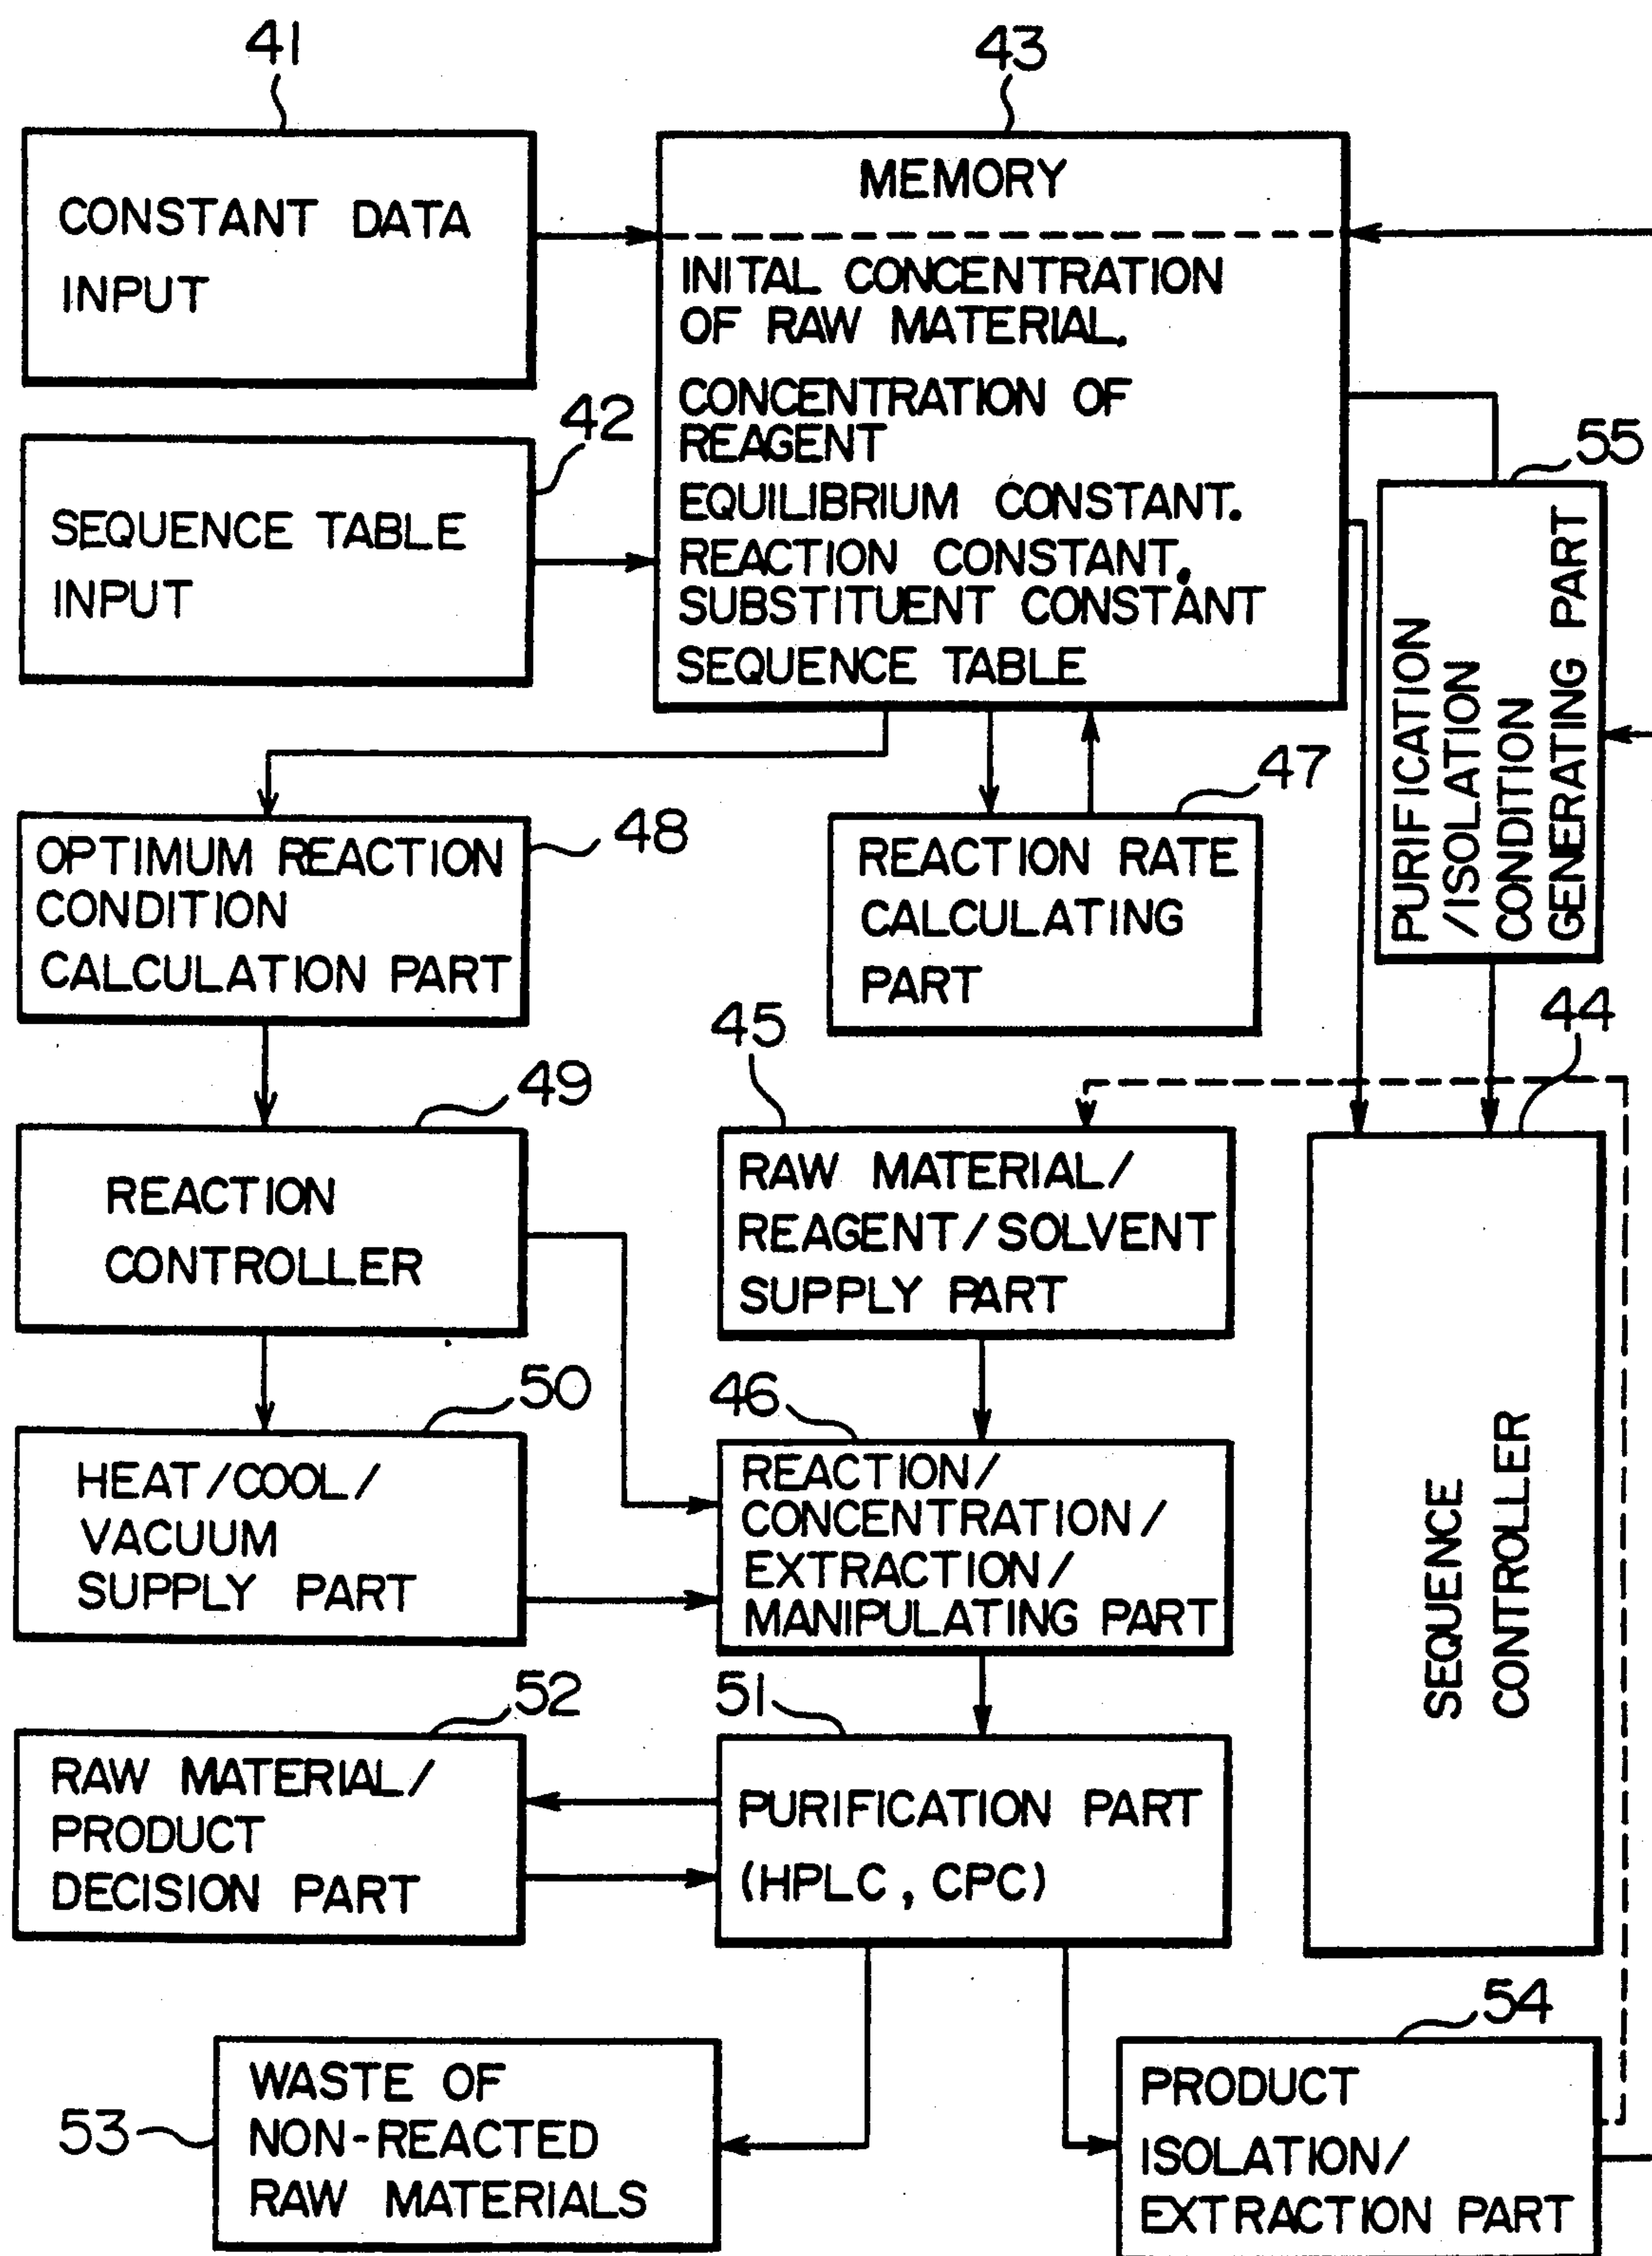 41
43
CONSTANT DATA
INPUT
MEMORY
INITAL CONCENTRATION
OF RAW MATERIAL.
CONCENTRATION OF
REAGENT
EQUILIBRIUM CONSTANT.
REACTION CONSTANT.
SUBSTITUENT CONSTANT
SEQUENCE TABLE
42
SEQUENCE TABLE
INPUT
55
PURIFICATION
/ISOLATION
CONDITION
GENERATING PART
48
OPTIMUM REACTION
CONDITION
CALCULATION PART
47
REACTION RATE
CALCULATING
PART
45
44
49
REACTION
CONTROLLER
RAW MATERIAL/
REAGENT/SOLVENT
SUPPLY PART
SEQUENCE
CONTROLLER
50
HEAT/COOL/
VACUUM
SUPPLY PART
46
REACTION/
CONCENTRATION/
EXTRACTION/
MANIPULATING PART
52
RAW MATERIAL/
PRODUCT
DECISION PART
51
PURIFICATION PART
(HPLC, CPC)
53
WASTE OF
NON-REACTED
RAW MATERIALS
54
PRODUCT
ISOLATION/
EXTRACTION PART